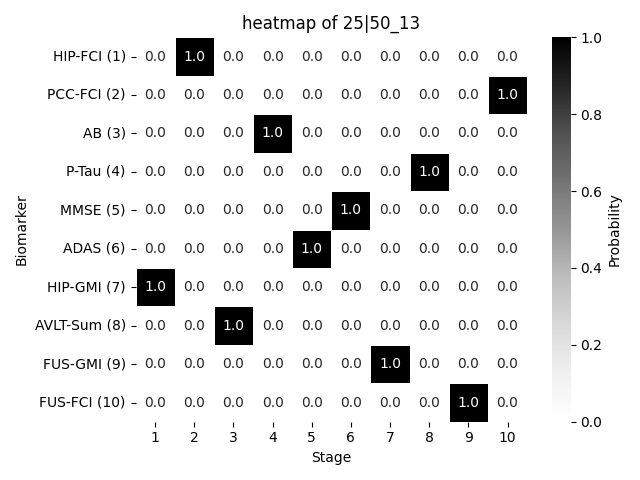 heatmap of 25|50_13
HIP-FCI (1) 0.0 1.0 0.0 0.0 0.0 0.0 0.0 0.0 0.0 0.0
PCC-FCI (2) 0.0 0.0 0.0 0.0 0.0 0.0 0.0 0.0 0.0 1.0
AB (3) 0.0 0.0 0.0 1.0 0.0 0.0 0.0 0.0 0.0 0.0
P-Tau (4) 0.0 0.0 0.0 0.0 0.0 0.0 0.0 1.0 0.0 0.0
MMSE (5) 0.0 0.0 0.0 0.0 0.0 1.0 0.0 0.0 0.0 0.0
ADAS (6) 0.0 0.0 0.0 0.0 1.0 0.0 0.0 0.0 0.0 0.0
HIP-GMI (7) 1.0 0.0 0.0 0.0 0.0 0.0 0.0 0.0 0.0 0.0
AVLT-Sum (8) 0.0 0.0 1.0 0.0 0.0 0.0 0.0 0.0 0.0 0.0
FUS-GMI (9) 0.0 0.0 0.0 0.0 0.0 0.0 1.0 0.0 0.0 0.0
FUS-FCI (10) 0.0 0.0 0.0 0.0 0.0 0.0 0.0 0.0 1.0 0.0
1 2 3 4 5 6 7 8 9 10
Stage
Biomarker
1.0
0.8
0.6
0.4
0.2
0.0
Probability